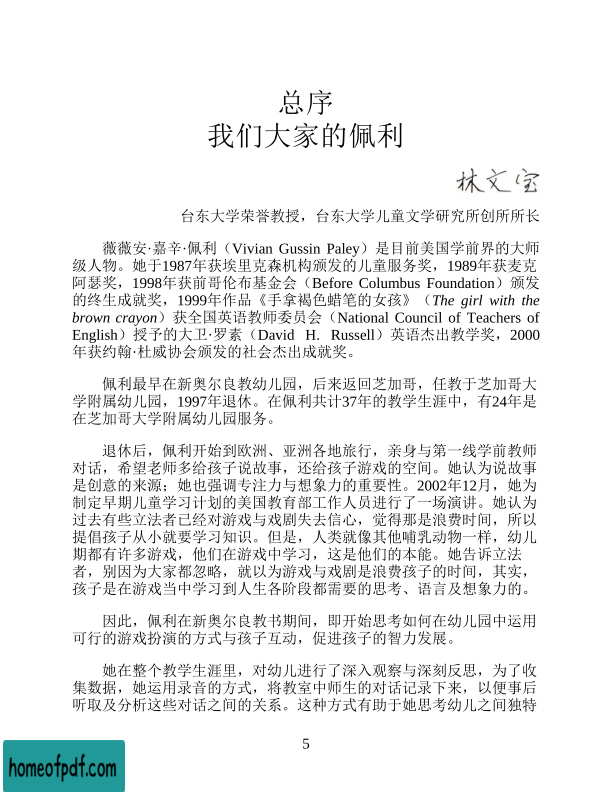 总序
我们大家的佩利
林文宝
台东大学荣誉教授，台东大学儿童文学研究所创所所长
薇薇安·嘉辛·佩利（Vivian Gussin Paley）是目前美国学前界的大师
级人物。她于1987年获埃里克森机构颁发的儿童服务奖，1989年获麦克
阿瑟奖，1998年获前哥伦布基金会（Before Columbus Foundation）颁发
的终生成就奖，1999年作品《手拿褐色蜡笔的女孩》（The girl with the
brown crayon）获全国英语教师委员会（National Council of Teachers of
English）授予的大卫·罗素（David H. Russell）英语杰出教学奖，2000
年获约翰·杜威协会颁发的社会杰出成就奖。
佩利最早在新奥尔良教幼儿园，后来返回芝加哥，任教于芝加哥大
学附属幼儿园，1997年退休。在佩利共计37年的教学生涯中，有24年是
在芝加哥大学附属幼儿园服务。
退休后，佩利开始到欧洲、亚洲各地旅行，亲身与第一线学前教师
对话，希望老师多给孩子说故事，还给孩子游戏的空间。她认为说故事
是创意的来源；她也强调专注力与想象力的重要性。2002年12月，她为
制定早期儿童学习计划的美国教育部工作人员进行了一场演讲。她认为
过去有些立法者已经对游戏与戏剧失去信心，觉得那是浪费时间，所以
提倡孩子从小就要学习知识。但是，人类就像其他哺乳动物一样，幼儿
期都有许多游戏，他们在游戏中学习，这是他们的本能。她告诉立法
者，别因为大家都忽略，就以为游戏与戏剧是浪费孩子的时间，其实，
孩子是在游戏当中学习到人生各阶段都需要的思考、语言及想象力的。
因此，佩利在新奥尔良教书期间，即开始思考如何在幼儿园中运用
可行的游戏扮演的方式与孩子互动，促进孩子的智力发展。
她在整个教学生涯里，对幼儿进行了深入观察与深刻反思，为了收
集数据，她运用录音的方式，将教室中师生的对话记录下来，以便事后
听取及分析这些对话之间的关系。这种方式有助于她思考幼儿之间独特
5
homeofpdf.com